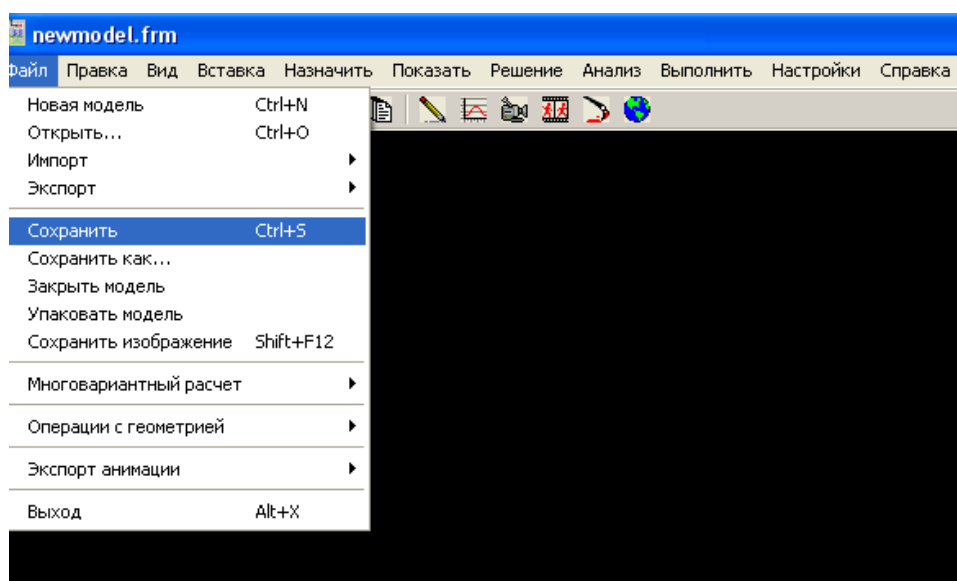 newmodel.frm
Файл Правка Вид Вставка Назначить Показать Решение Анализ Выполнить Настройки Справка
Новая модель Ctrl+N
Открыть... Ctrl+O
Импорт
Экспорт
Сохранить Ctrl+S
Сохранить как...
Закрыть модель
Упаковать модель
Сохранить изображение Shift+F12
Многовариантный расчет
Операции с геометрией
Экспорт анимации
Выход Alt+X